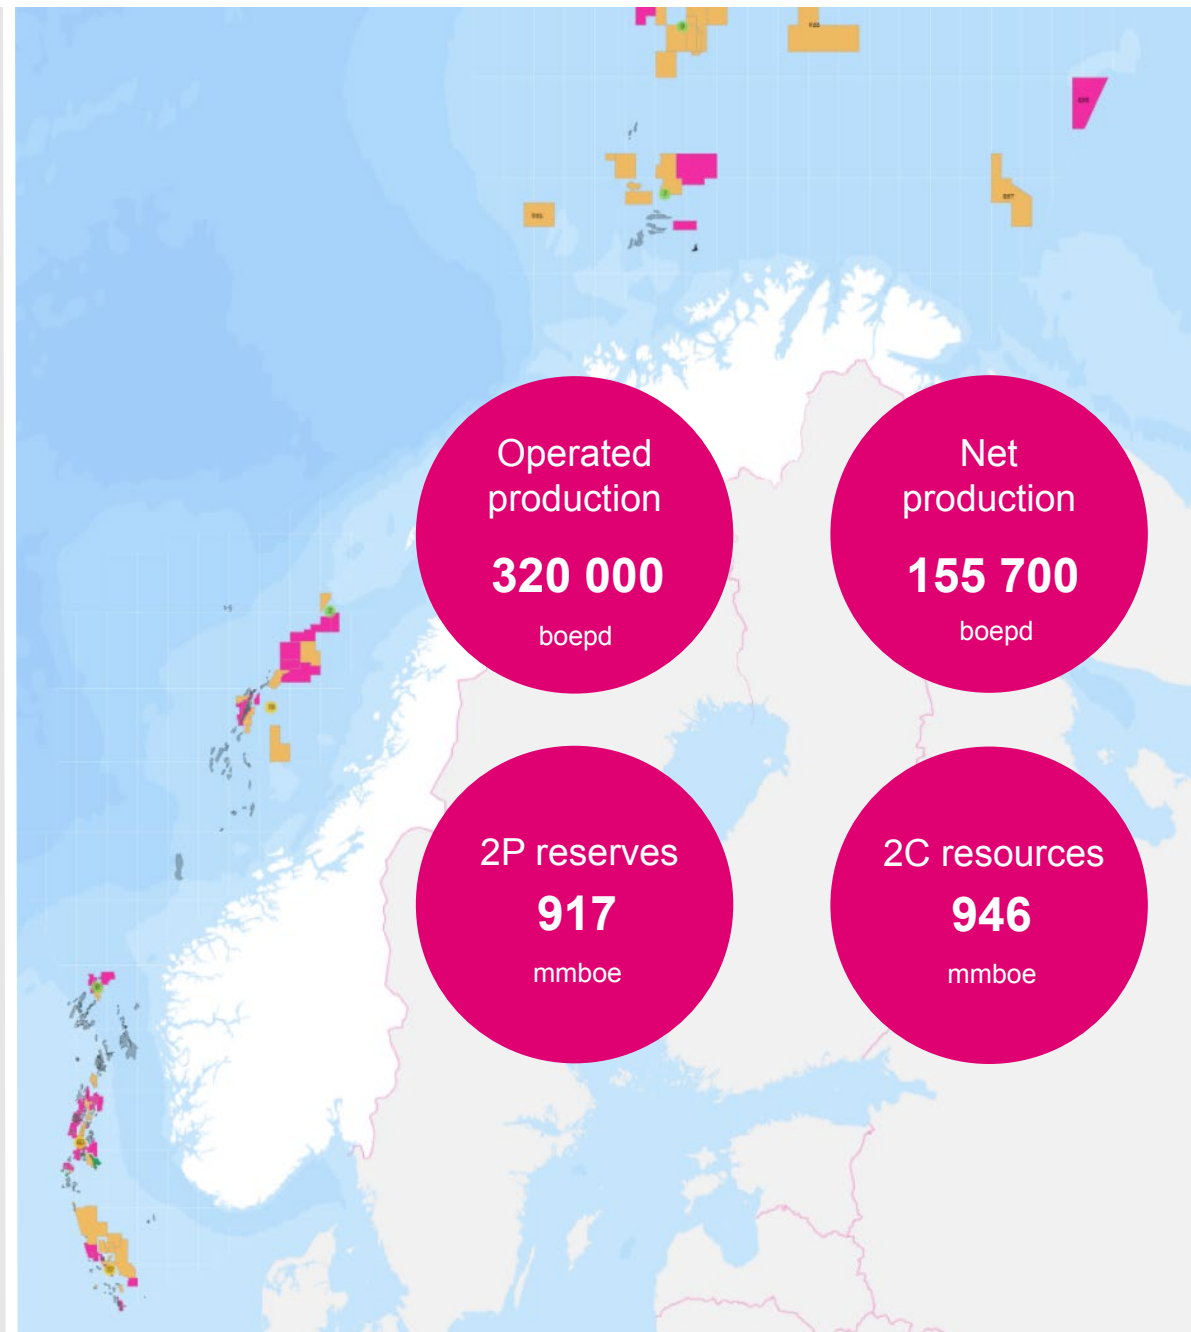 Operated
production
320 000
boepd
Net
production
155 700
boepd
2P reserves
917
mmboe
2C resources
946
mmboe